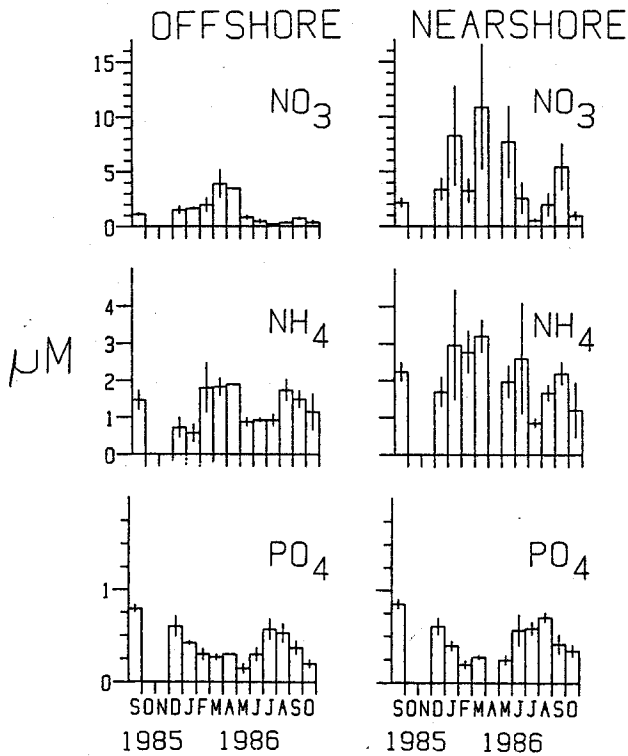 OFFSHORE NEARSHORE
15
10
5
0
NO3
NO3
μM
4
3
2
1
0
NH4
NH4
1
0
PO4
PO4
SONDJFMAMJJASO SONDJFMAMJJASO
1985 1986 1985 1986